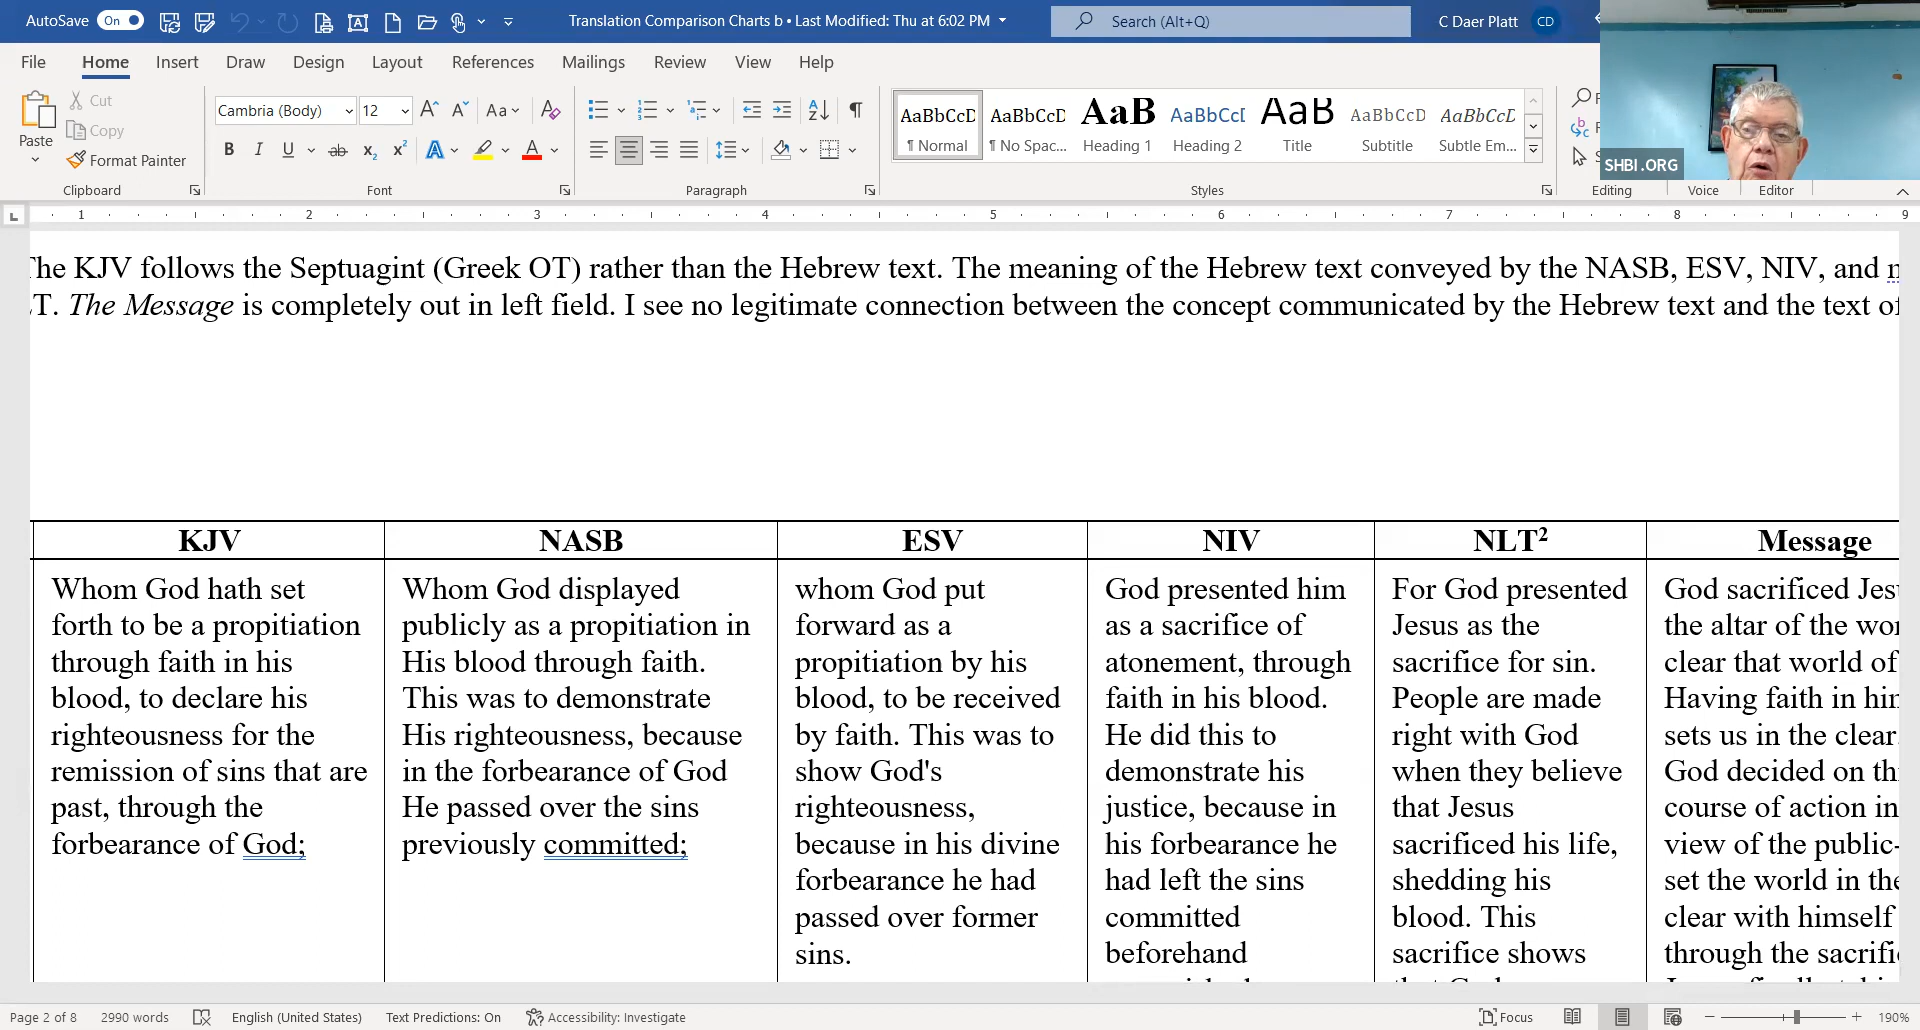 AutoSave On Translation Comparison Charts b • Last Modified: Thu at 6:02 PM Search (Alt+Q) C Daer Platt CD
File Home Insert Draw Design Layout References Mailings Review View Help
Paste
Cut
Copy
Format Painter
Clipboard
Cambria (Body) 12
Font
Paragraph
AaBbCcD AaBbCcD AaB AaBbCcI AaB AaBbCcD AaBbCcD
¶ Normal ¶ No Spac... Heading 1 Heading 2 Title Subtitle Subtle Em...
Styles
Editing Voice Editor
SHBI.ORG
1 2 3 4 5 6 7 8 9
The KJV follows the Septuagint (Greek OT) rather than the Hebrew text. The meaning of the Hebrew text conveyed by the NASB, ESV, NIV, and
T. The Message is completely out in left field. I see no legitimate connection between the concept communicated by the Hebrew text and the text of
KJV
Whom God hath set
forth to be a propitiation
through faith in his
blood, to declare his
righteousness for the
remission of sins that are
past, through the
forbearance of God;
NASB
Whom God displayed
publicly as a propitiation in
His blood through faith.
This was to demonstrate
His righteousness, because
in the forbearance of God
He passed over the sins
previously committed;
ESV
whom God put
forward as a
propitiation by his
blood, to be received
by faith. This was to
show God's
righteousness,
because in his divine
forbearance he had
passed over former
sins.
NIV
God presented him
as a sacrifice of
atonement, through
faith in his blood.
He did this to
demonstrate his
justice, because in
his forbearance he
had left the sins
committed
beforehand
NLT²
For God presented
Jesus as the
sacrifice for sin.
People are made
right with God
when they believe
that Jesus
sacrificed his life,
shedding his
blood. This
sacrifice shows
Message
God sacrificed
the altar of the
clear that world of
Having faith in
sets us in the clear.
God decided on
course of action in
view of the public-
set the world in
clear with himself
through the
Page 2 of 8 2990 words English (United States) Text Predictions: On Accessibility: Investigate Focus 190%